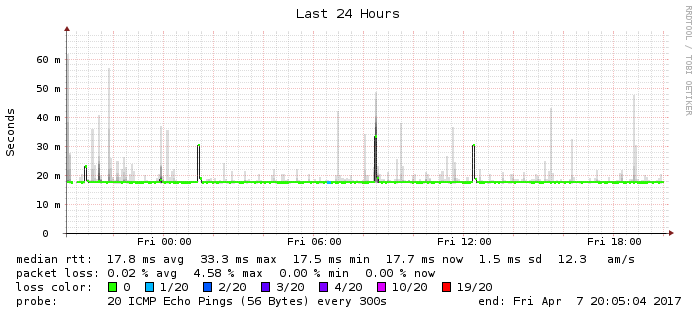 Last 24 Hours
RRDTOOL / TOBI OETIKER
Seconds
60 m
50 m
40 m
30 m
20 m
10 m
0
Fri 00:00 Fri 06:00 Fri 12:00 Fri 18:00
median rtt: 17.8 ms avg 33.3 ms max 17.5 ms min 17.7 ms now 1.5 ms sd 12.3 am/s
packet loss: 0.02 % avg 4.58 % max 0.00 % min 0.00 % now
loss color: 0 1/20 2/20 3/20 4/20 10/20 19/20
probe: 20 ICMP Echo Pings (56 Bytes) every 300s end: Fri Apr 7 20:05:04 2017